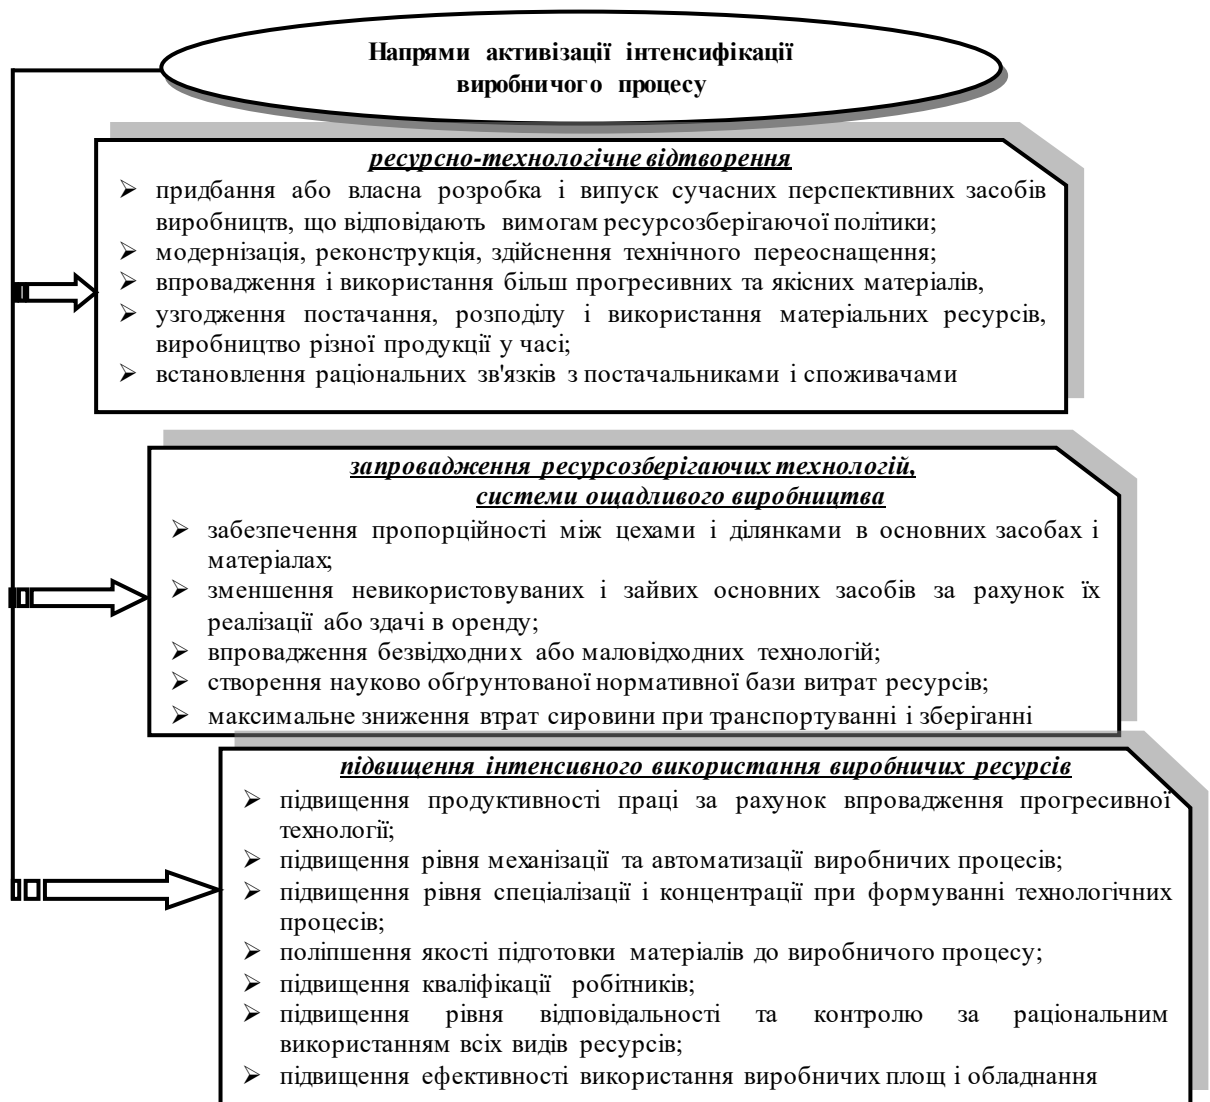 Напрями активізації інтенсифікації
виробничого процесу
ресурсно-технологічне відтворення
➢ придбання або власна розробка і випуск сучасних перспективних засобів
виробництв, що відповідають вимогам ресурсозберігаючої політики;
➢ модернізація, реконструкція, здійснення технічного переоснащення;
➢ впровадження і використання більш прогресивних та якісних матеріалів,
➢ узгодження постачання, розподілу і використання матеріальних ресурсів,
виробництво різної продукції у часі;
➢ встановлення раціональних зв'язків з постачальниками і споживачами
запровадження ресурсозберігаючих технологій,
системи ощадливого виробництва
➢ забезпечення пропорційності між цехами і ділянками в основних засобах і
матеріалах;
➢ зменшення невикористовуваних і зайвих основних засобів за рахунок їх
реалізації або здачі в оренду;
➢ впровадження безвідходних або маловідходних технологій;
➢ створення науково обґрунтованої нормативної бази витрат ресурсів;
➢ максимальне зниження втрат сировини при транспортуванні і зберіганні
підвищення інтенсивного використання виробничих ресурсів
➢ підвищення продуктивності праці за рахунок впровадження прогресивної
технології;
➢ підвищення рівня механізації та автоматизації виробничих процесів;
➢ підвищення рівня спеціалізації і концентрації при формуванні технологічних
процесів;
➢ поліпшення якості підготовки матеріалів до виробничого процесу;
➢ підвищення кваліфікації робітників;
➢ підвищення рівня відповідальності та контролю за раціональним
використанням всіх видів ресурсів;
➢ підвищення ефективності використання виробничих площ і обладнання